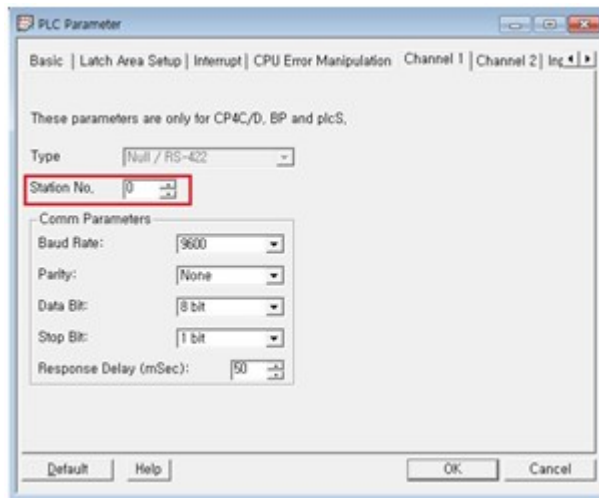 PLC Parameter
Basic | Latch Area Setup | Interrupt | CPU Error Manipulation Channel 1 | Channel 2 |
These parameters are only for CP4C/D, BP and plcS,
Type Null / RS-422
Station No, 0
Comm Parameters
Baud Rate: 9600
Parity: None
Data Bit: 8 bit
Stop Bit: 1 bit
Response Delay (mSec): 50
Default Help OK Cancel